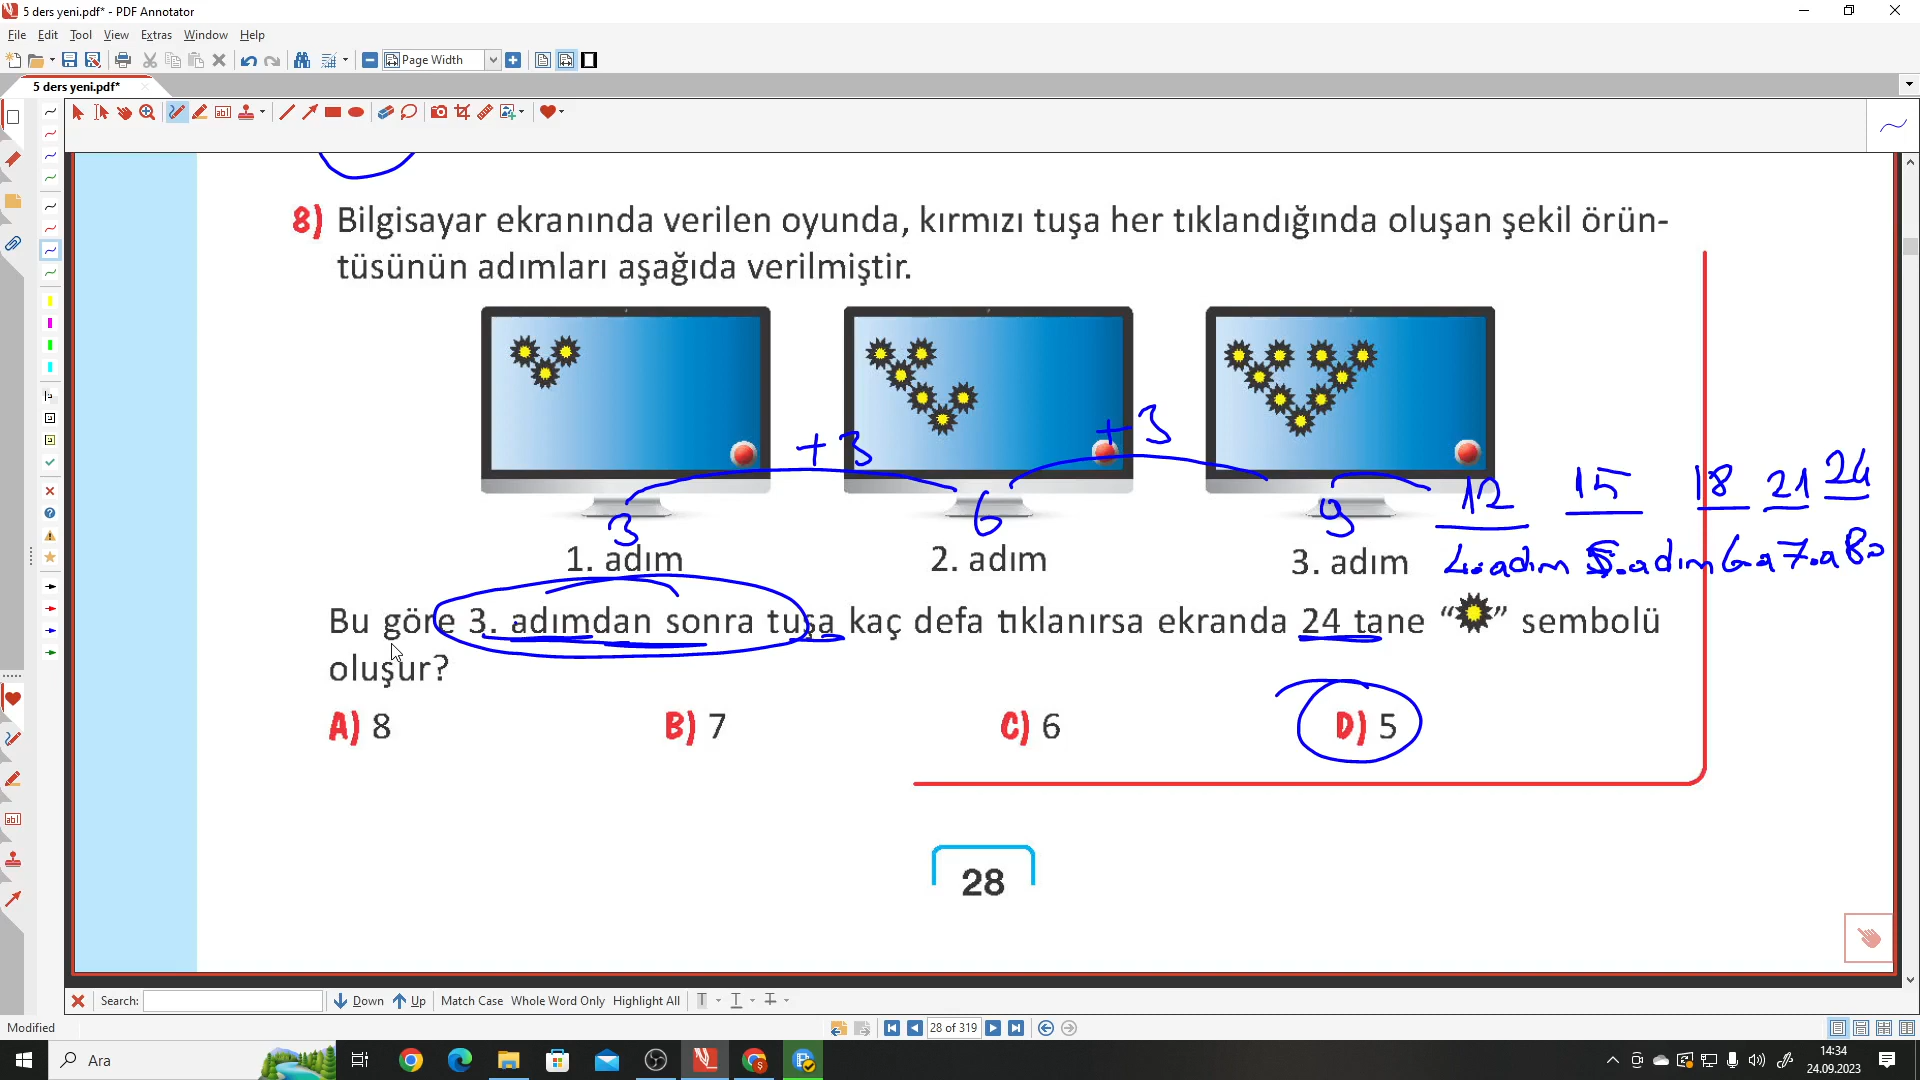 5 ders yeni.pdf* - PDF Annotator
File Edit Tool View Extras Window Help
Page Width
5 ders yeni.pdf*
8) Bilgisayar ekranında verilen oyunda, kırmızı tuşa her tıklandığında oluşan şekil örün-
tüsünün adımları aşağıda verilmiştir.
+3 +3
3 6 9 12 15 18 21 24
1. adım 2. adım 3. adım 4. adım 5. adım 6. a 7. a 8.
Bu göre 3. adımdan sonra tuşa kaç defa tıklanırsa ekranda 24 tane “ ” sembolü
oluşur?
A) 8 B) 7 C) 6 D) 5
28
Search: Down Up Match Case Whole Word Only Highlight All
Modified 28 of 319
Ara 14:34
24.09.2023